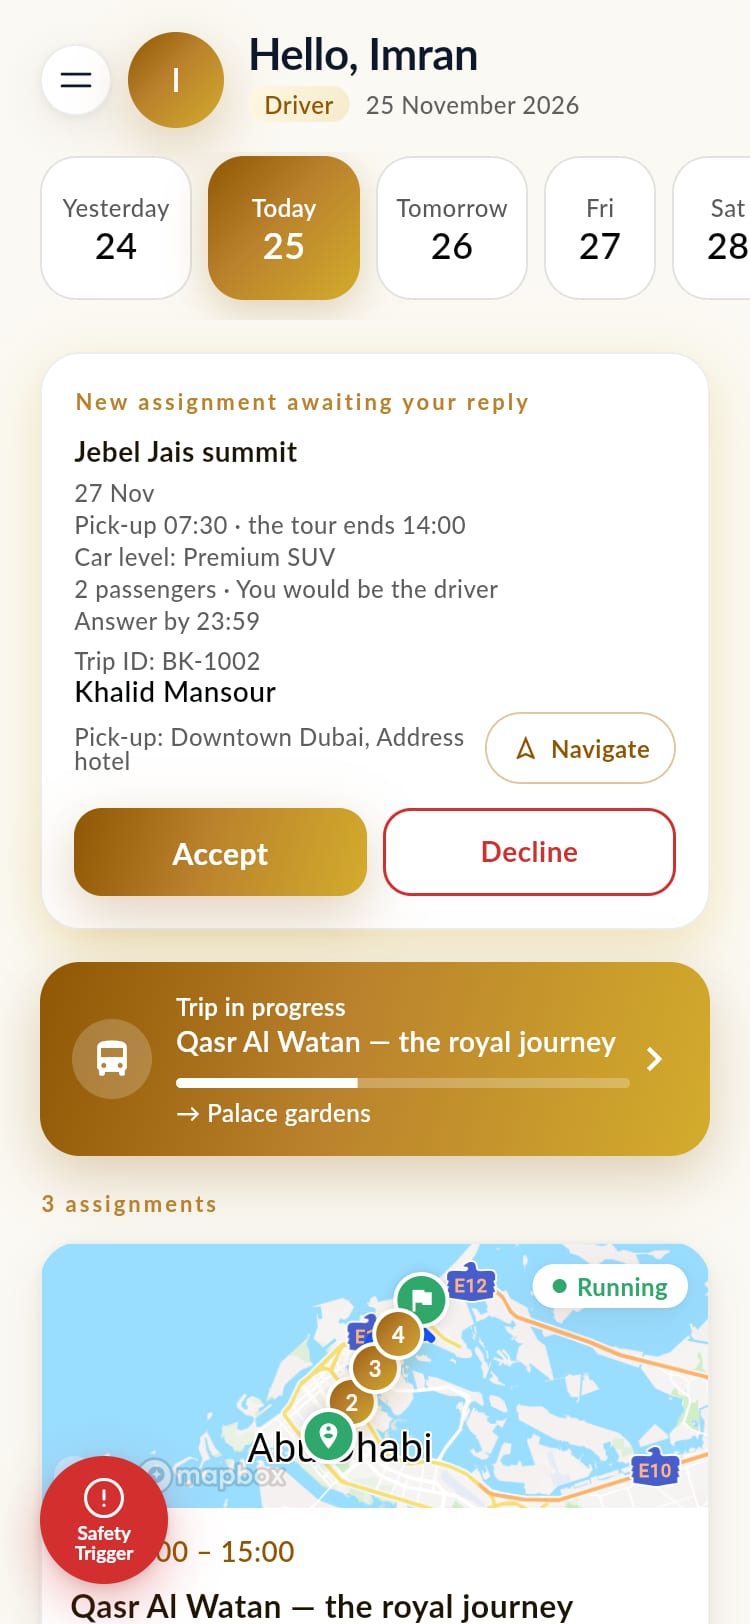 I
Hello, Imran
Driver
25 November 2026
Yesterday
24
Today
25
Tomorrow
26
Fri
27
Sat
28
New assignment awaiting your reply
Jebel Jais summit
27 Nov
Pick-up 07:30 · the tour ends 14:00
Car level: Premium SUV
2 passengers · You would be the driver
Answer by 23:59
Trip ID: BK-1002
Khalid Mansour
Pick-up: Downtown Dubai, Address
hotel
Navigate
Accept
Decline
Trip in progress
Qasr Al Watan — the royal journey
→ Palace gardens
3 assignments
E12
Running
4
3
2
E10
mapbox
Safety
Trigger
00 – 15:00
Qasr Al Watan — the royal journey